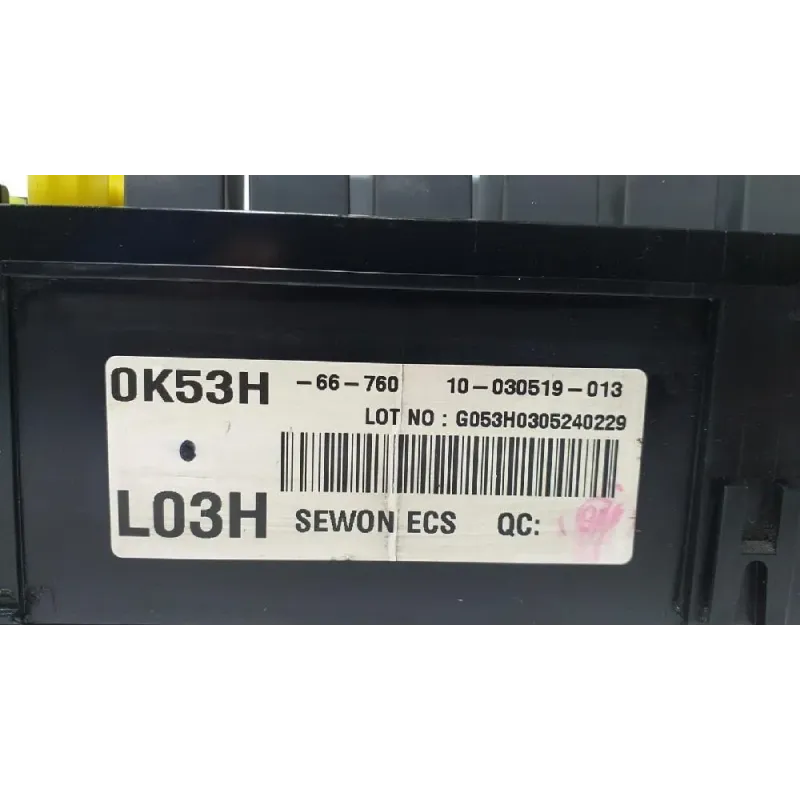 0K53H -66-760 10-030519-013
LOT NO : G053H0305240229
L03H SEWON ECS QC: